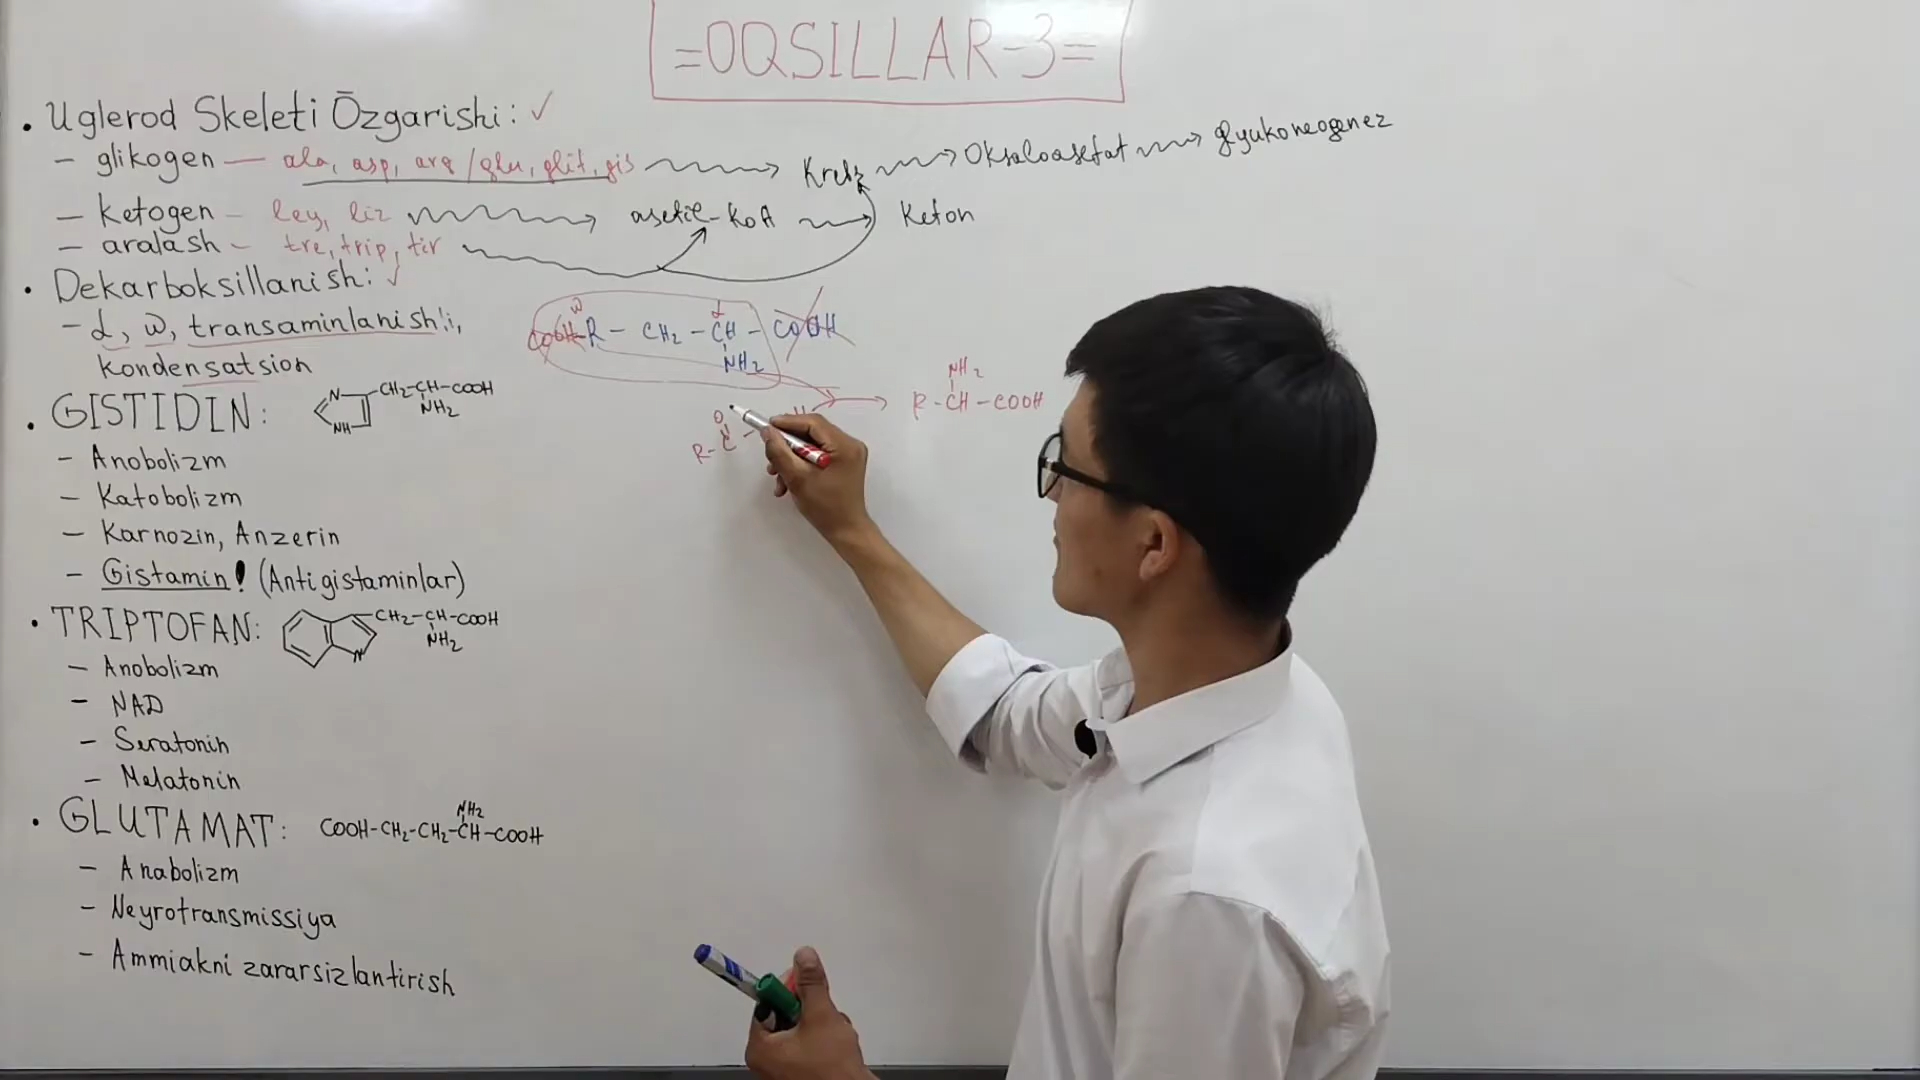 =OQSILLAR-3=
• Uglerod Skeleti Ōzgarishi: ✓
- glikogen — ala, asp, arg/glu, glit, gis → Krebs → Oksaloasetat → glyukoneogenez
- Ketogen - ley, liz → asetil-KoA → Keton
- aralash - tre, trip, tir
• Dekarboksillanish: ✓
- α, ω, transaminlanish!i,
kondensatsion
ω α
COOH-R - CH₂ - CH - COOH
NH₂
NH₂
R - CH - COOH
O
R - C -
• GISTIDIN:
N NH CH₂-CH-COOH
NH₂
- Anobolizm
- Katobolizm
- Karnozin, Anzerin
- Gistamin! (Antigistaminlar)
• TRIPTOFAN:
N CH₂-CH-COOH
NH₂
- Anobolizm
- NAD
- Seratonin
- Melatonin
• GLUTAMAT:
NH₂
COOH-CH₂-CH₂-CH-COOH
- Anabolizm
- Neyrotransmissiya
- Ammiakni zararsizlantirish